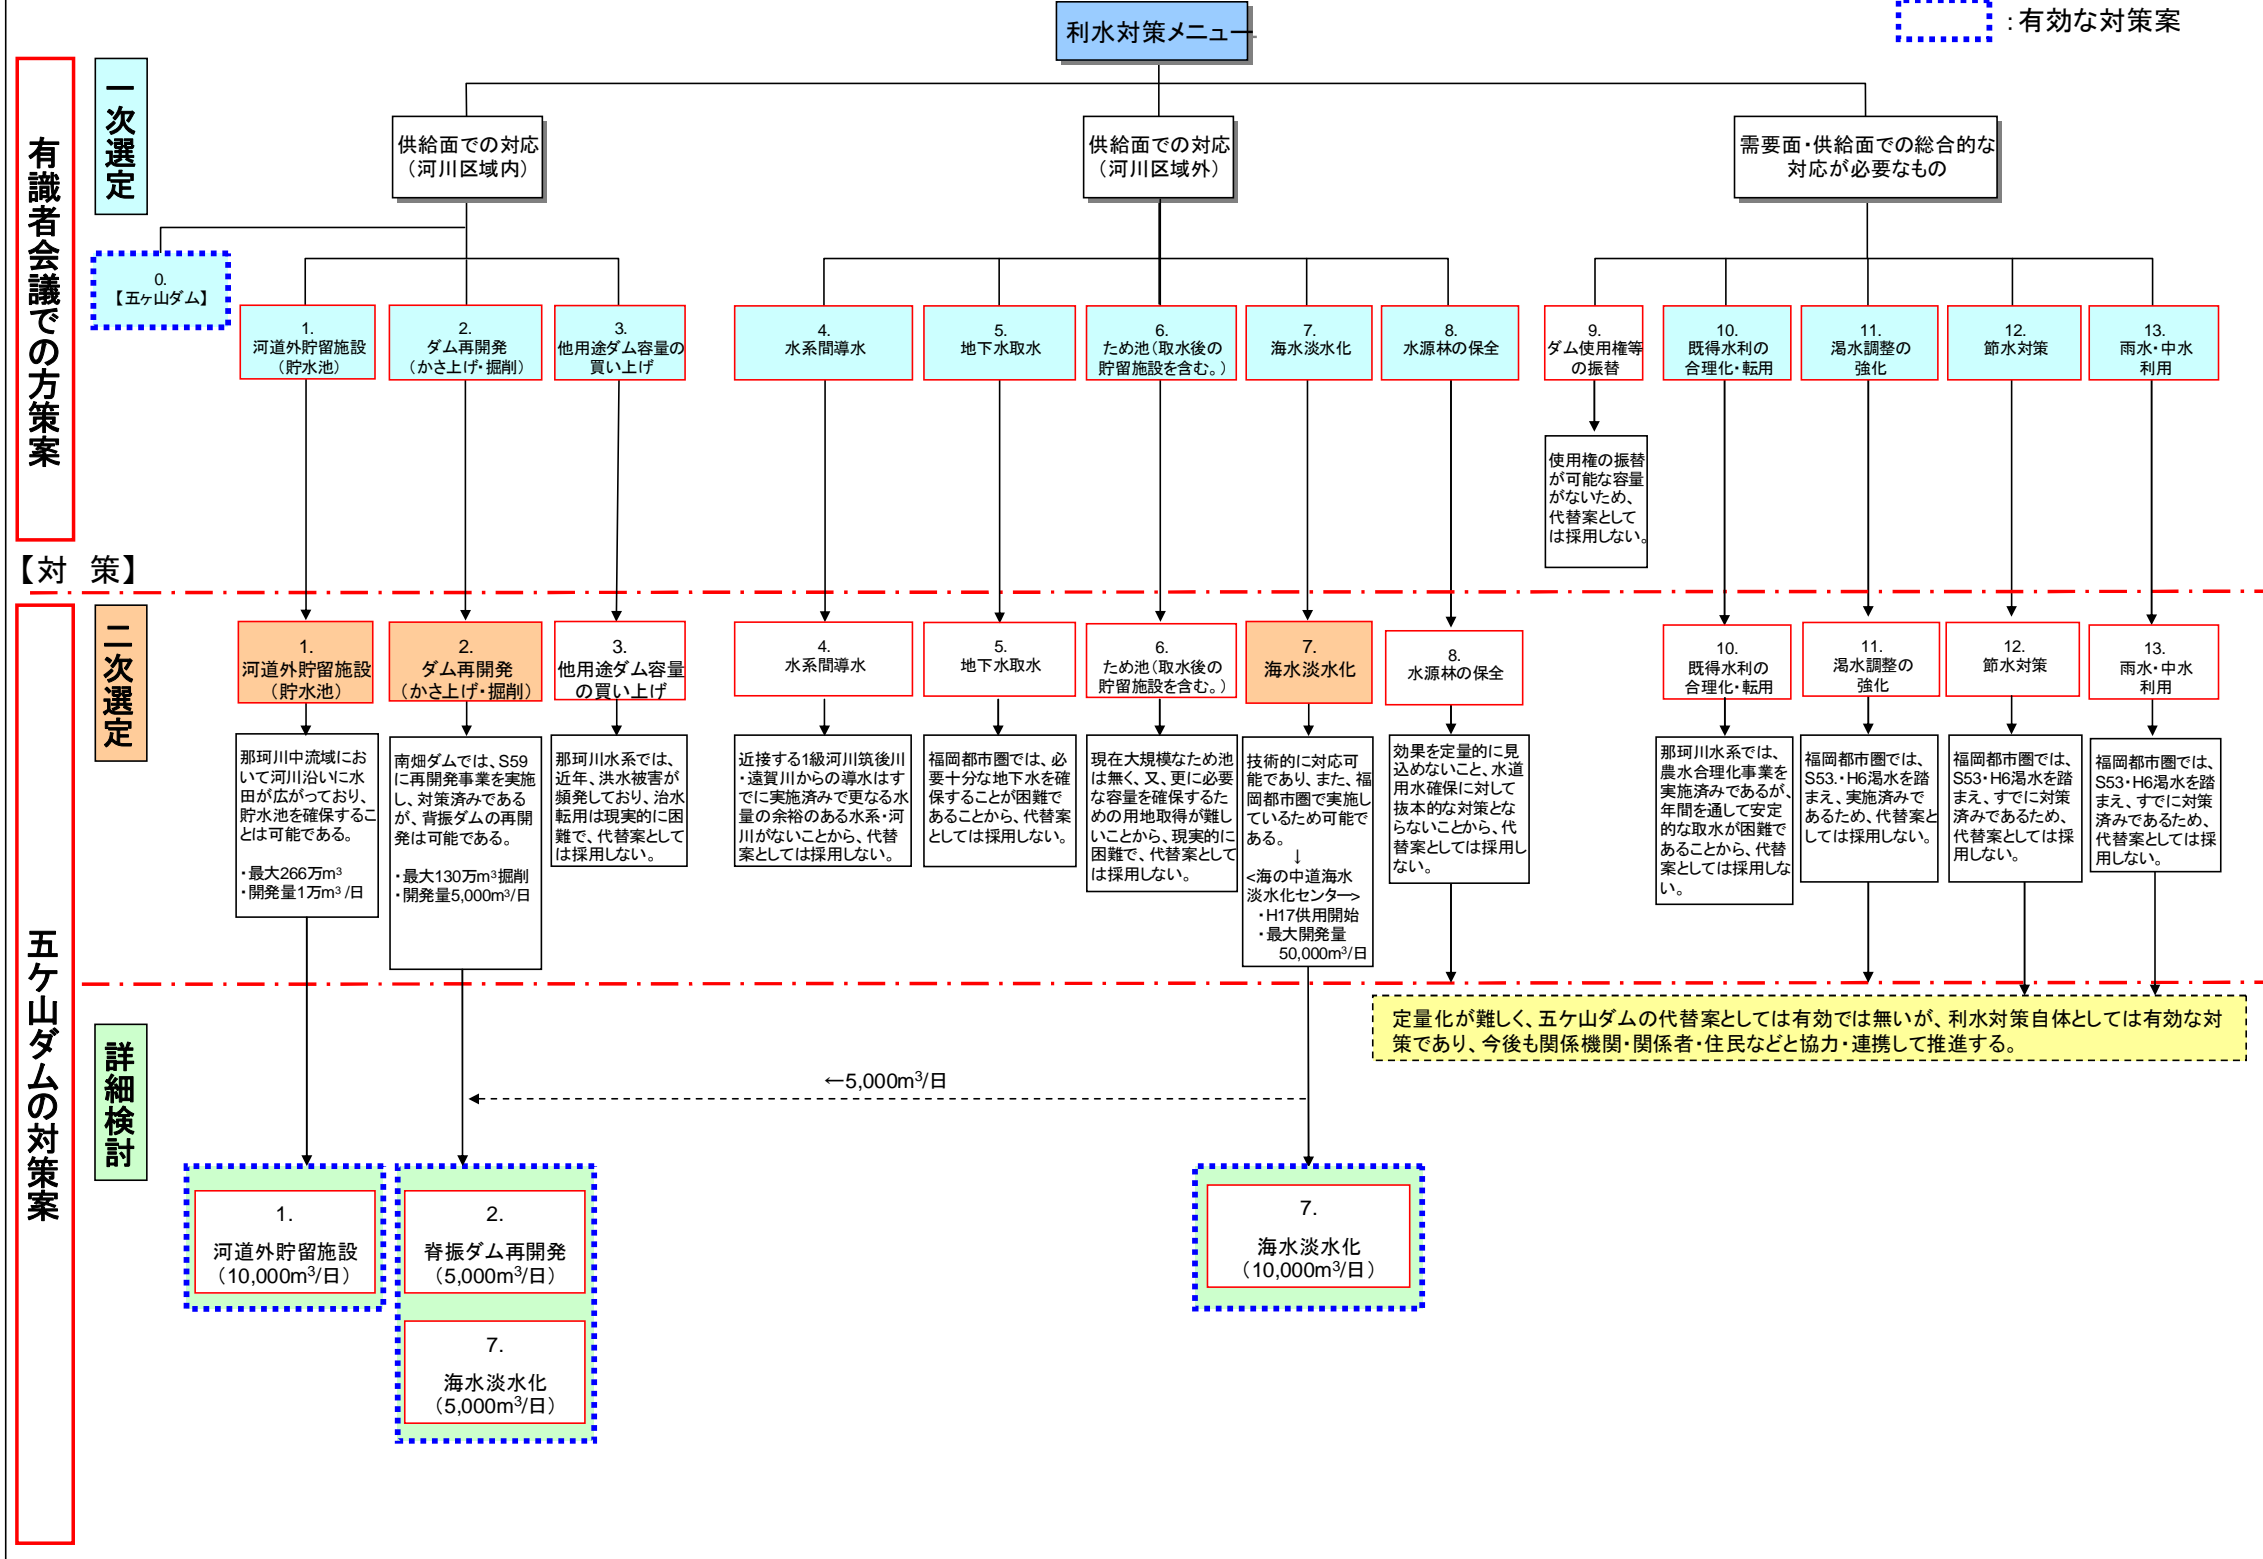 利水対策メニュー
：有効な対策案
有識者会議での方策案
一次選定
供給面での対応
（河川区域内）
供給面での対応
（河川区域外）
需要面・供給面での総合的な
対応が必要なもの
0.
【五ヶ山ダム】
1.
河道外貯留施設
（貯水池）
2.
ダム再開発
（かさ上げ・掘削）
3.
他用途ダム容量の
買い上げ
4.
水系間導水
5.
地下水取水
6.
ため池（取水後の
貯留施設を含む。）
7.
海水淡水化
8.
水源林の保全
9.
ダム使用権等
の振替
10.
既得水利の
合理化・転用
11.
渇水調整の
強化
12.
節水対策
13.
雨水・中水
利用
使用権の振替
が可能な容量
がないため、
代替案として
は採用しない。
【対　策】
五ケ山ダムの対策案
二次選定
1.
河道外貯留施設
（貯水池）
2.
ダム再開発
（かさ上げ・掘削）
3.
他用途ダム容量
の買い上げ
4.
水系間導水
5.
地下水取水
6.
ため池（取水後の
貯留施設を含む。）
7.
海水淡水化
8.
水源林の保全
10.
既得水利の
合理化・転用
11.
渇水調整の
強化
12.
節水対策
13.
雨水・中水
利用
那珂川中流域にお
いて河川沿いに水
田が広がっており、
貯水池を確保するこ
とは可能である。
・最大266万m³
・開発量1万m³/日
南畑ダムでは、S59
に再開発事業を実施
し、対策済みである
が、背振ダムの再開
発は可能である。
・最大130万m³掘削
・開発量5,000m³/日
那珂川水系では、
近年、洪水被害が
頻発しており、治水
転用は現実的に困
難で、代替案として
は採用しない。
近接する1級河川筑後川
・遠賀川からの導水はす
でに実施済みで更なる水
量の余裕のある水系・河
川がないことから、代替
案としては採用しない。
福岡都市圏では、必
要十分な地下水を確
保することが困難で
あることから、代替案
としては採用しない。
現在大規模なため池
は無く、又、更に必要
な容量を確保するた
めの用地取得が難し
いことから、現実的に
困難で、代替案として
は採用しない。
技術的に対応可
能であり、また、福
岡都市圏で実施し
ているため可能で
ある。
↓
<海の中道海水
淡水化センター>
・H17供用開始
・最大開発量
50,000m³/日
効果を定量的に見
込めないこと、水道
用水確保に対して
抜本的な対策とな
らないことから、代
替案としては採用し
ない。
那珂川水系では、
農水合理化事業を
実施済みであるが、
年間を通して安定
的な取水が困難で
あることから、代替
案としては採用しな
い。
福岡都市圏では、
S53.・H6渇水を踏
まえ、実施済みで
あるため、代替案と
しては採用しない。
福岡都市圏では、
S53・H6渇水を踏
まえ、すでに対策
済みであるため、
代替案としては採
用しない。
福岡都市圏では、
S53・H6渇水を踏
まえ、すでに対策
済みであるため、
代替案としては採
用しない。
定量化が難しく、五ケ山ダムの代替案としては有効では無いが、利水対策自体としては有効な対
策であり、今後も関係機関・関係者・住民などと協力・連携して推進する。
詳細検討
←5,000m³/日
1.
河道外貯留施設
（10,000m³/日）
2.
脊振ダム再開発
（5,000m³/日）
7.
海水淡水化
（5,000m³/日）
7.
海水淡水化
（10,000m³/日）